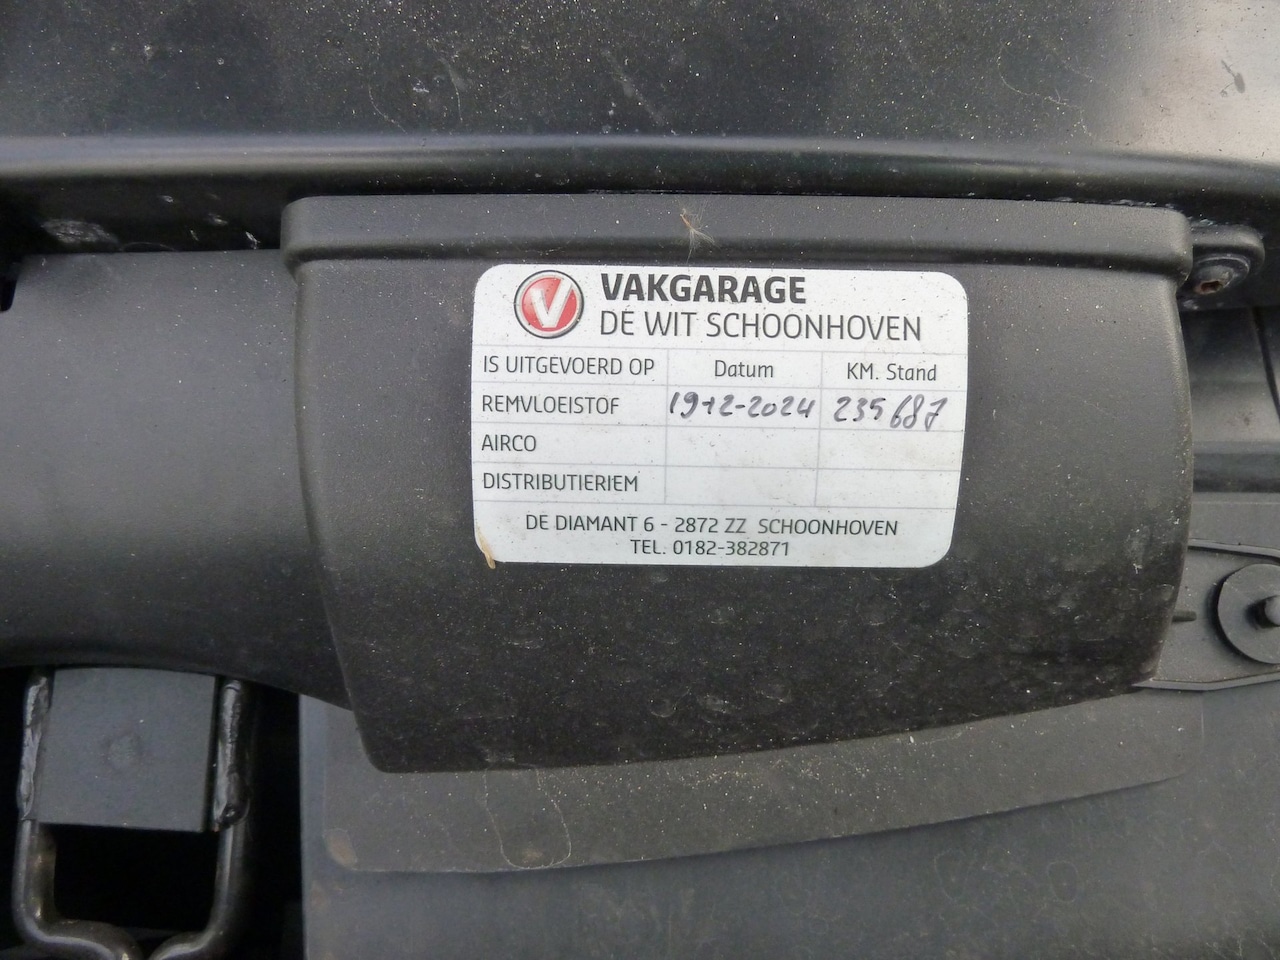 V VAKGARAGE
DE WIT SCHOONHOVEN
IS UITGEVOERD OP Datum KM. Stand
REMVLOEISTOF 19-12-2024 235687
AIRCO
DISTRIBUTIERIEM
DE DIAMANT 6 - 2872 ZZ SCHOONHOVEN
TEL. 0182-382871